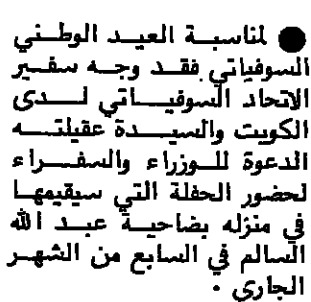 ● لمناسبة العيد الوطني
السوفياتي فقد وجه سفير
الاتحاد السوفياتي لدى
الكويت والسيدة عقيلته
الدعوة للوزراء والسفراء
لحضور الحفلة التي سيقيمها
في منزله بضاحية عبد الله
السالم في السابع من الشهر
الجاري .